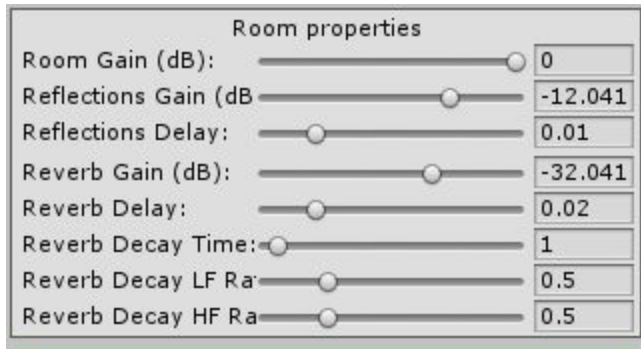 Room properties
Room Gain (dB): 0
Reflections Gain (dB -12.041
Reflections Delay: 0.01
Reverb Gain (dB): -32.041
Reverb Delay: 0.02
Reverb Decay Time: 1
Reverb Decay LF Ra 0.5
Reverb Decay HF Ra 0.5